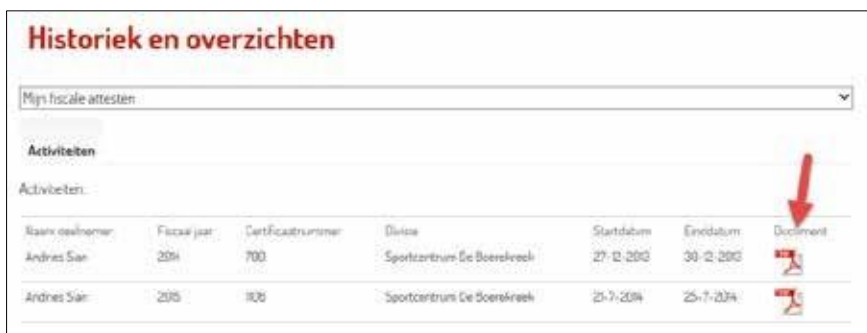 Historiek en overzichten
Mijn fiscale attesten
Activiteiten
Activiteiten:
Naam deelnemer Fiscaal jaar Certificaatnummer Divisie Startdatum Einddatum Document
Andries Sian 2014 700 Sportcentrum De Boerekreek 27-12-2013 30-12-2013
Andries Sian 2015 1106 Sportcentrum De Boerekreek 21-7-2014 25-7-2014